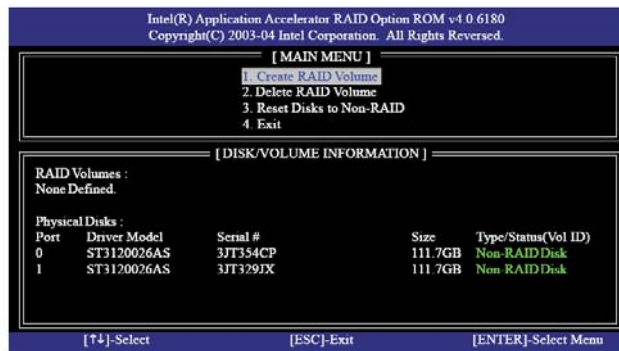 Intel(R) Application Accelerator RAID Option ROM v4.0 6180
Copyright(C) 2003-04 Intel Corporation. All Rights Reversed.
[ MAIN MENU ]
1. Create RAID Volume
2. Delete RAID Volume
3. Reset Disks to Non-RAID
4. Exit
[ DISK/VOLUME INFORMATION ]
RAID Volumes :
None Defined.
Physical Disks :
Port Driver Model Serial # Size Type/Status(Vol ID)
0 ST3120026AS 3JT354CP 111.7GB Non-RAID Disk
1 ST3120026AS 3JT329JX 111.7GB Non-RAID Disk
[↑↓]-Select [ESC]-Exit [ENTER]-Select Menu